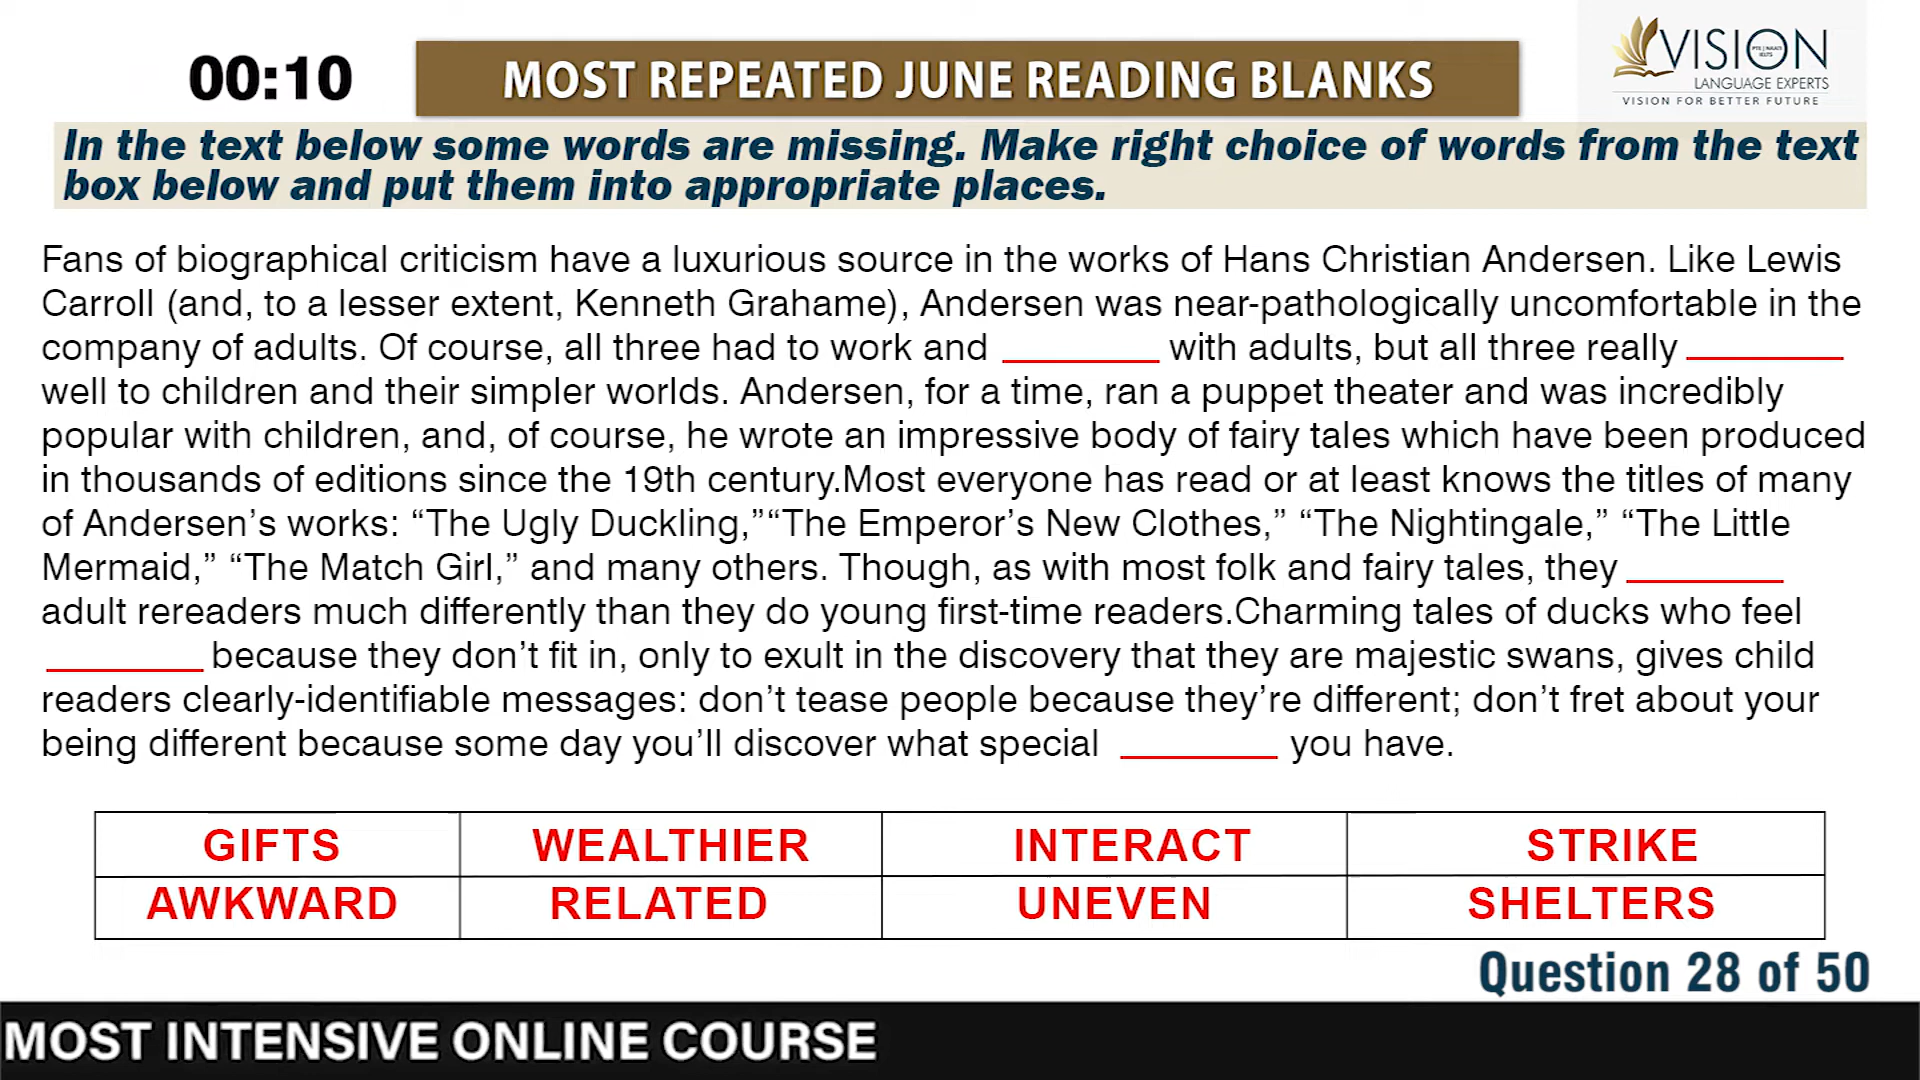 00:10
MOST REPEATED JUNE READING BLANKS
VISION
PTE | NAATI
IELTS
LANGUAGE EXPERTS
VISION FOR BETTER FUTURE
In the text below some words are missing. Make right choice of words from the text
box below and put them into appropriate places.
Fans of biographical criticism have a luxurious source in the works of Hans Christian Andersen. Like Lewis
Carroll (and, to a lesser extent, Kenneth Grahame), Andersen was near-pathologically uncomfortable in the
company of adults. Of course, all three had to work and ________ with adults, but all three really ________
well to children and their simpler worlds. Andersen, for a time, ran a puppet theater and was incredibly
popular with children, and, of course, he wrote an impressive body of fairy tales which have been produced
in thousands of editions since the 19th century.Most everyone has read or at least knows the titles of many
of Andersen’s works: “The Ugly Duckling,”“The Emperor’s New Clothes,” “The Nightingale,” “The Little
Mermaid,” “The Match Girl,” and many others. Though, as with most folk and fairy tales, they ________
adult rereaders much differently than they do young first-time readers.Charming tales of ducks who feel
________ because they don’t fit in, only to exult in the discovery that they are majestic swans, gives child
readers clearly-identifiable messages: don’t tease people because they’re different; don’t fret about your
being different because some day you’ll discover what special ________ you have.
GIFTS WEALTHIER INTERACT STRIKE
AWKWARD RELATED UNEVEN SHELTERS
Question 28 of 50
MOST INTENSIVE ONLINE COURSE